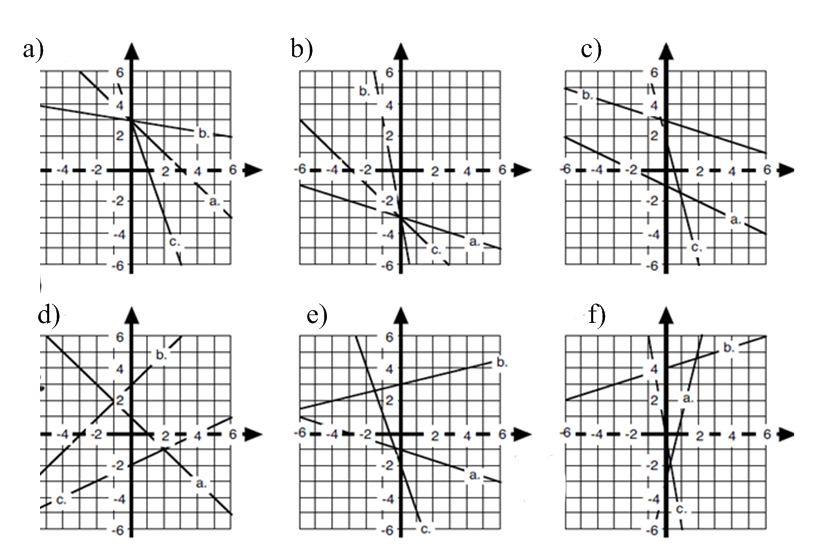 a) b) c)
6 6 6
b.
b.
4 4 4
b. 2 2 2
-4 -2 2 4 6 -6 -4 -2 2 4 6 -6 -4 -2 2 4 6
-2 a. -2 -2
a.
-4 c. -4 c. a. -4 c.
-6 -6 -6
d) e) f)
6 6 6
b. b. b.
4 4 4
2 2 2 a.
-4 -2 2 4 6 -6 -4 -2 2 4 6 -6 -4 -2 2 4 6
-2 -2 -2
a. a.
c. -4 -4 -4 c.
-6 -6 c. -6